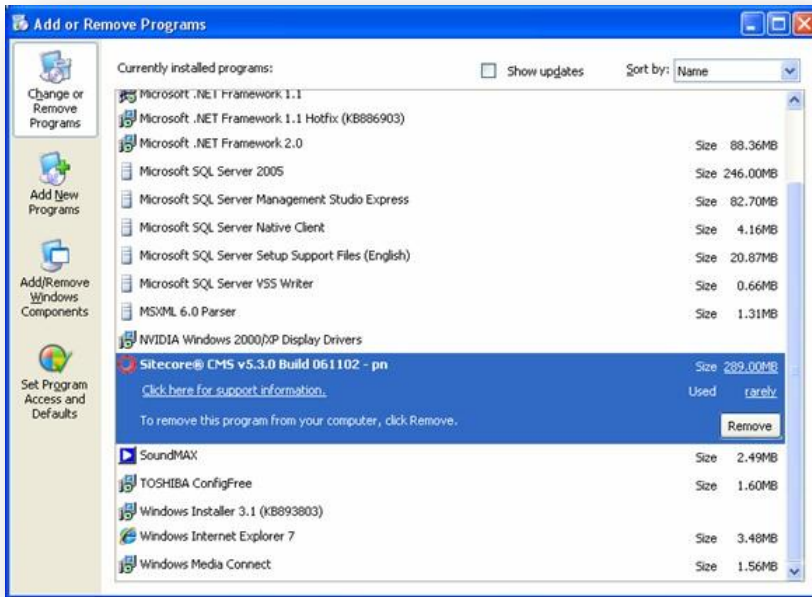 Add or Remove Programs
Change or
Remove
Programs
Add New
Programs
Add/Remove
Windows
Components
Set Program
Access and
Defaults
Currently installed programs:
Show updates
Sort by: Name
Microsoft .NET Framework 1.1
Microsoft .NET Framework 1.1 Hotfix (KB886903)
Microsoft .NET Framework 2.0 Size 88.36MB
Microsoft SQL Server 2005 Size 246.00MB
Microsoft SQL Server Management Studio Express Size 82.70MB
Microsoft SQL Server Native Client Size 4.16MB
Microsoft SQL Server Setup Support Files (English) Size 20.87MB
Microsoft SQL Server VSS Writer Size 0.66MB
MSXML 6.0 Parser Size 1.31MB
NVIDIA Windows 2000/XP Display Drivers
Sitecore® CMS v5.3.0 Build 061102 - pn Size 289.00MB
Click here for support information. Used rarely
To remove this program from your computer, click Remove. Remove
SoundMAX Size 2.49MB
TOSHIBA ConfigFree Size 1.60MB
Windows Installer 3.1 (KB893803)
Windows Internet Explorer 7 Size 3.48MB
Windows Media Connect Size 1.56MB